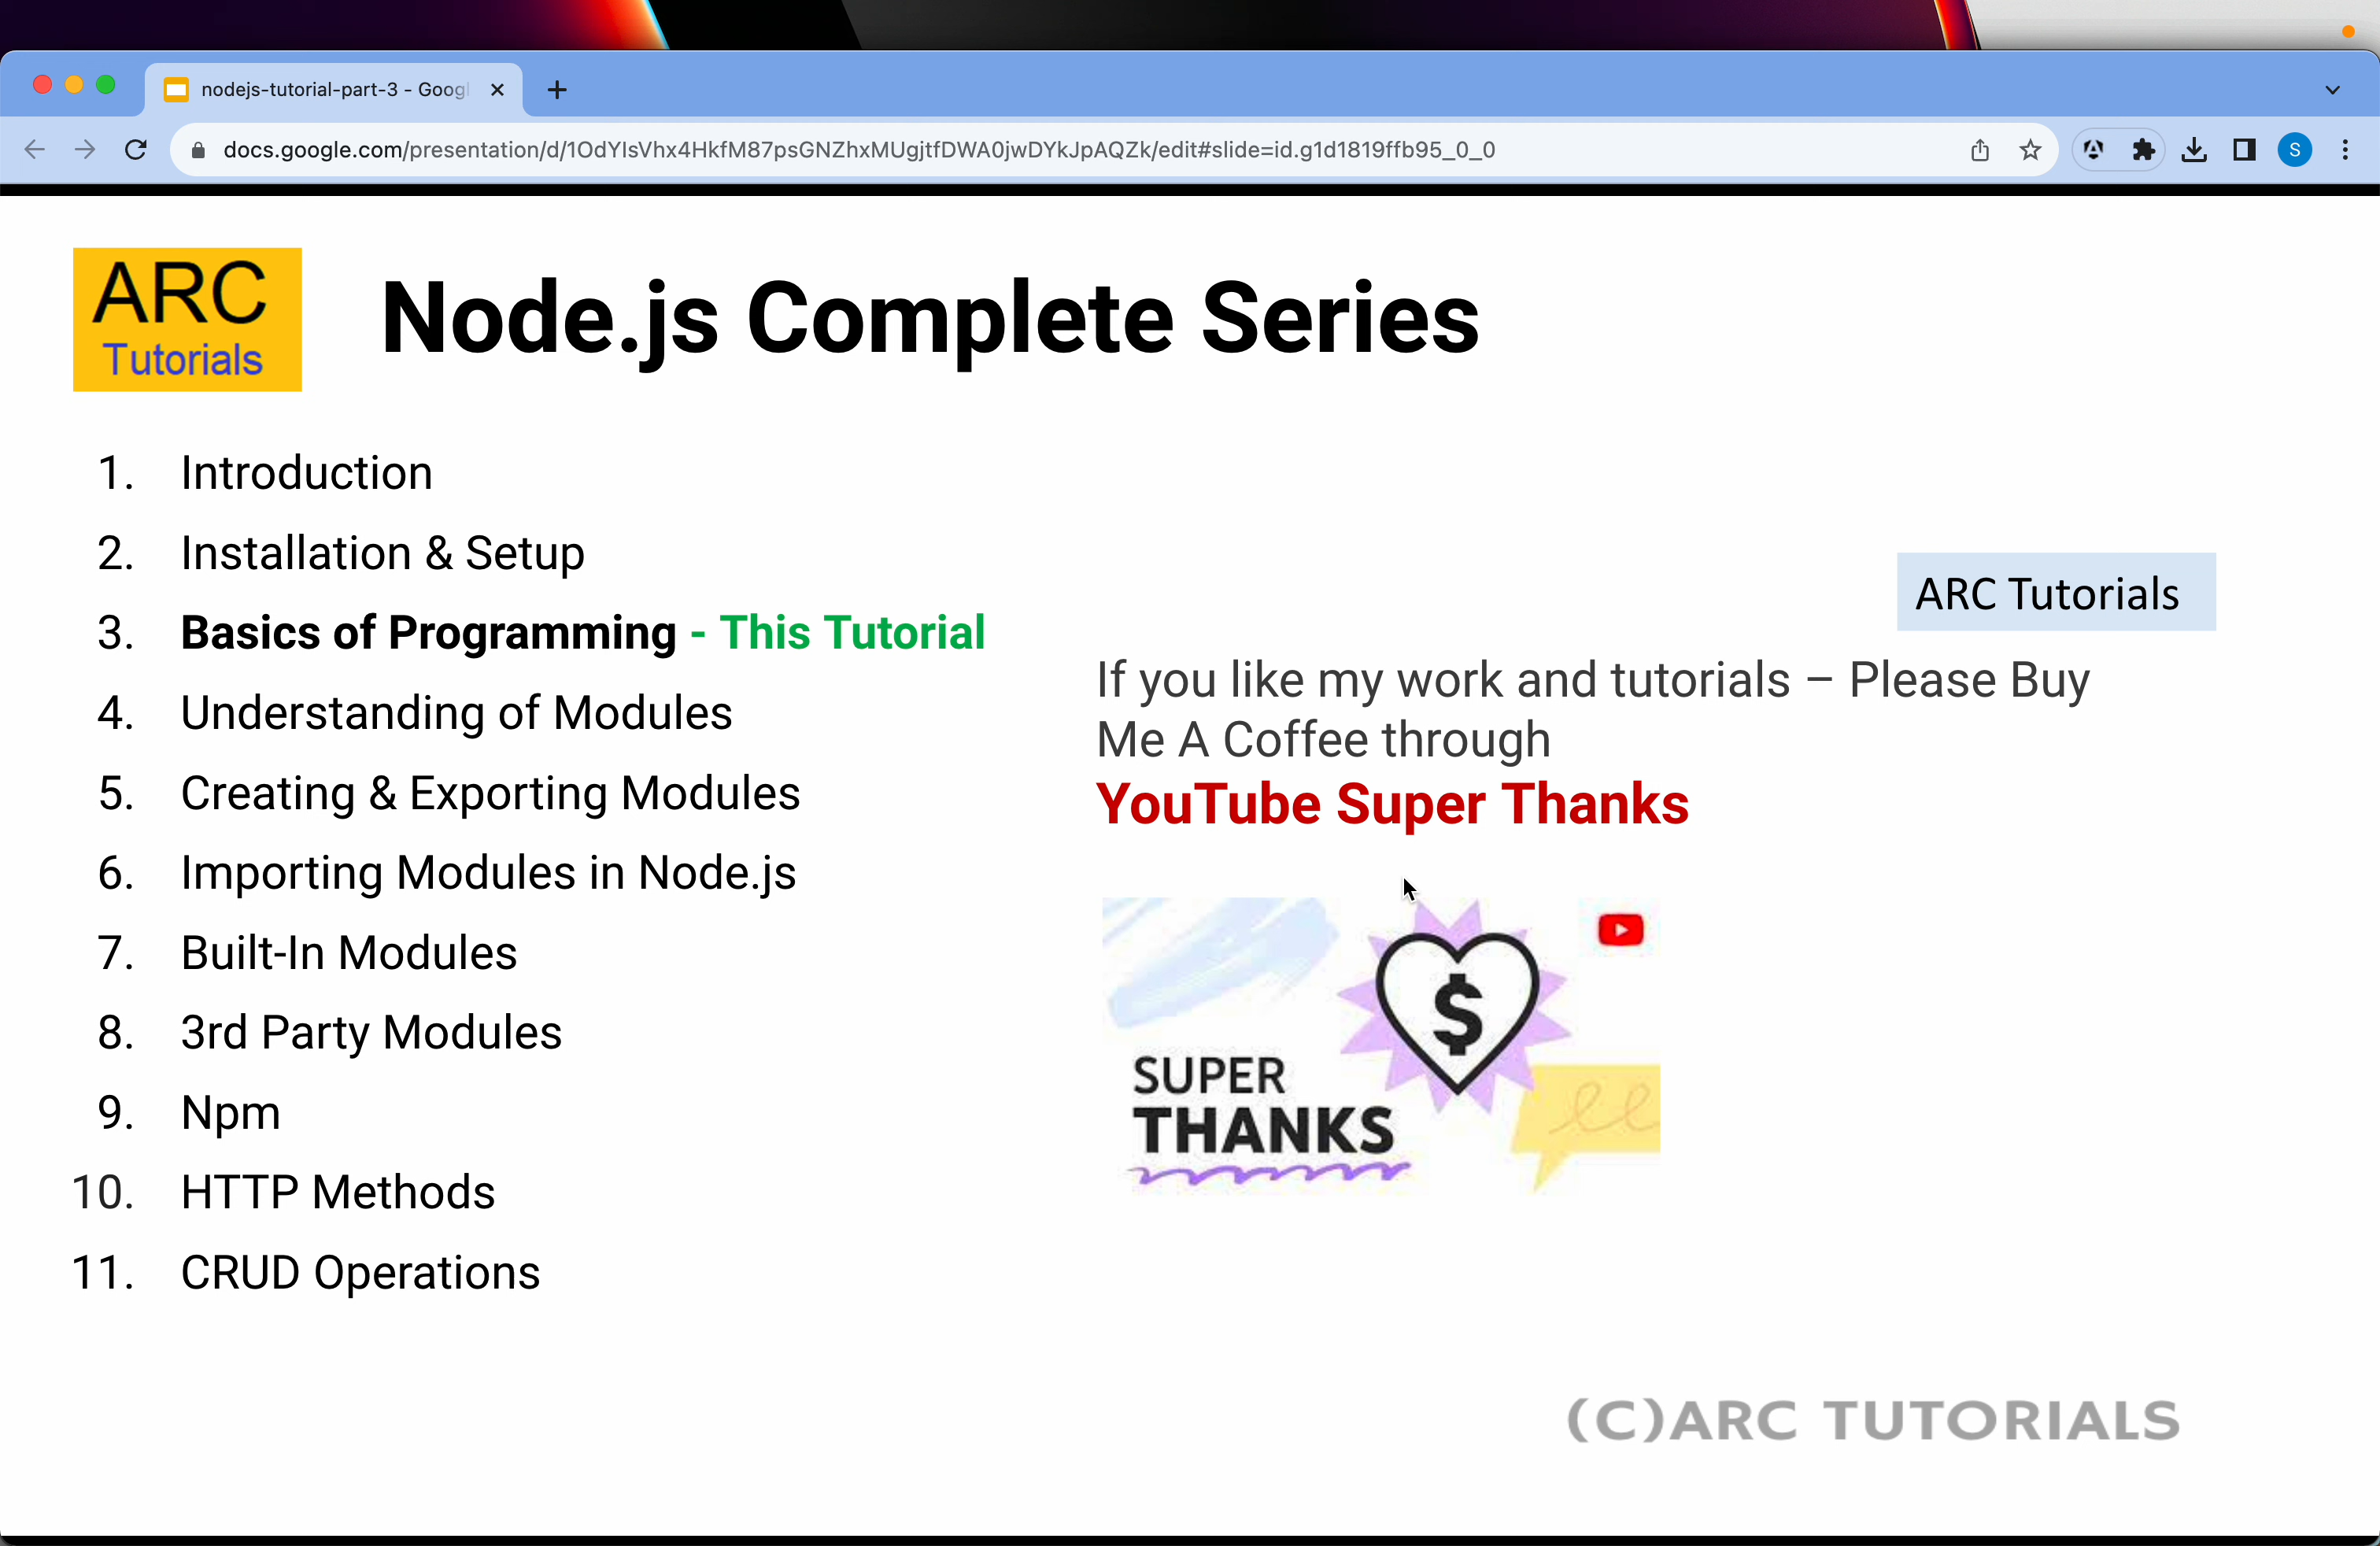 nodejs-tutorial-part-3 - Goog
docs.google.com/presentation/d/1OdYIsVhx4HkfM87psGNZhxMUgjtfDWA0jwDYkJpAQZk/edit#slide=id.g1d1819ffb95_0_0
S
ARC
Tutorials
Node.js Complete Series
1. Introduction
2. Installation & Setup
3. Basics of Programming - This Tutorial
4. Understanding of Modules
5. Creating & Exporting Modules
6. Importing Modules in Node.js
7. Built-In Modules
8. 3rd Party Modules
9. Npm
10. HTTP Methods
11. CRUD Operations
ARC Tutorials
If you like my work and tutorials – Please Buy
Me A Coffee through
YouTube Super Thanks
$
SUPER
THANKS
(C)ARC TUTORIALS